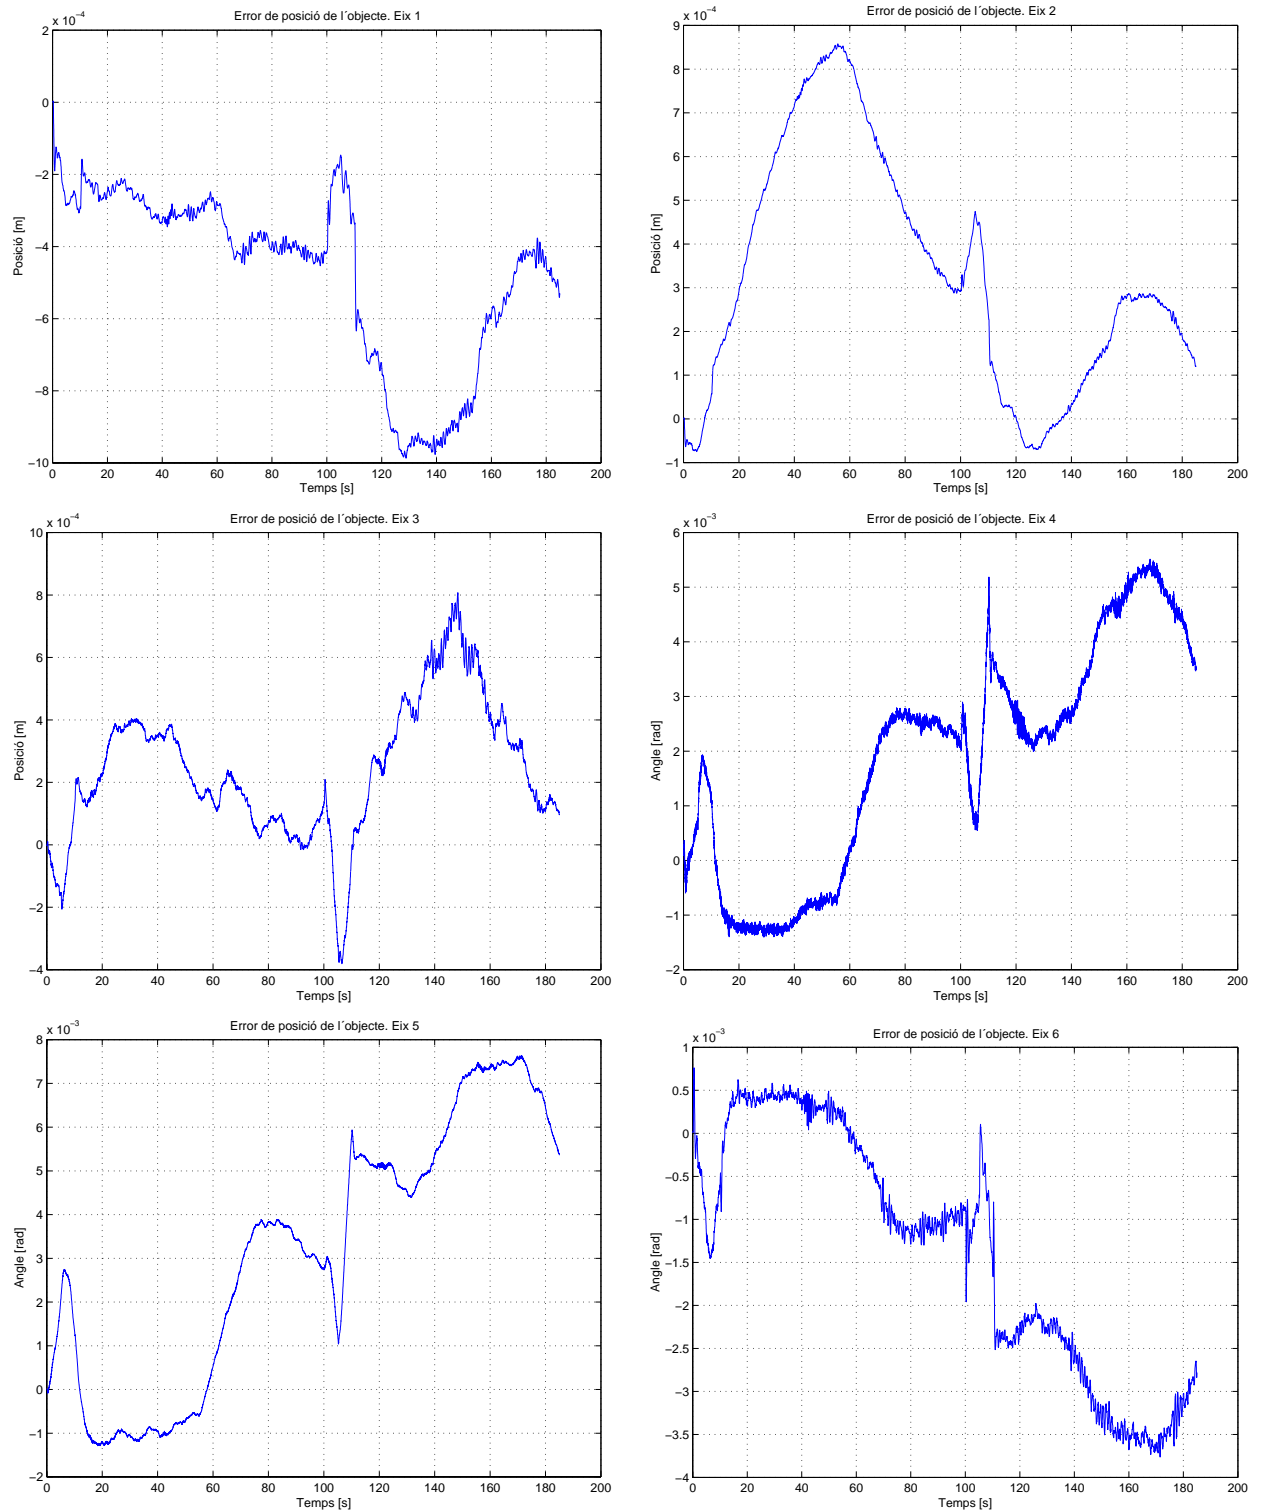 Error de posició de l´objecte. Eix 1
x 10⁻⁴
2
0
−2
−4
−6
−8
−10
Posició [m]
0 20 40 60 80 100 120 140 160 180 200
Temps [s]
Error de posició de l´objecte. Eix 2
x 10⁻⁴
9
8
7
6
5
4
3
2
1
0
−1
Posició [m]
0 20 40 60 80 100 120 140 160 180 200
Temps [s]
Error de posició de l´objecte. Eix 3
x 10⁻⁴
10
8
6
4
2
0
−2
−4
Posició [m]
0 20 40 60 80 100 120 140 160 180 200
Temps [s]
Error de posició de l´objecte. Eix 4
x 10⁻³
6
5
4
3
2
1
0
−1
−2
Angle [rad]
0 20 40 60 80 100 120 140 160 180 200
Temps [s]
Error de posició de l´objecte. Eix 5
x 10⁻³
8
7
6
5
4
3
2
1
0
−1
−2
Angle [rad]
0 20 40 60 80 100 120 140 160 180 200
Temps [s]
Error de posició de l´objecte. Eix 6
x 10⁻³
1
0.5
0
−0.5
−1
−1.5
−2
−2.5
−3
−3.5
−4
Angle [rad]
0 20 40 60 80 100 120 140 160 180 200
Temps [s]